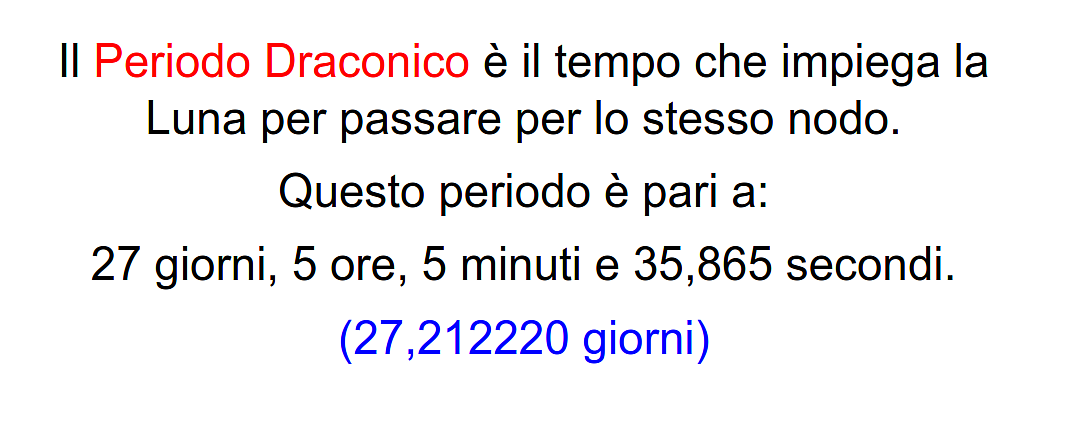 Il Periodo Draconico è il tempo che impiega la
Luna per passare per lo stesso nodo.
Questo periodo è pari a:
27 giorni, 5 ore, 5 minuti e 35,865 secondi.
(27,212220 giorni)